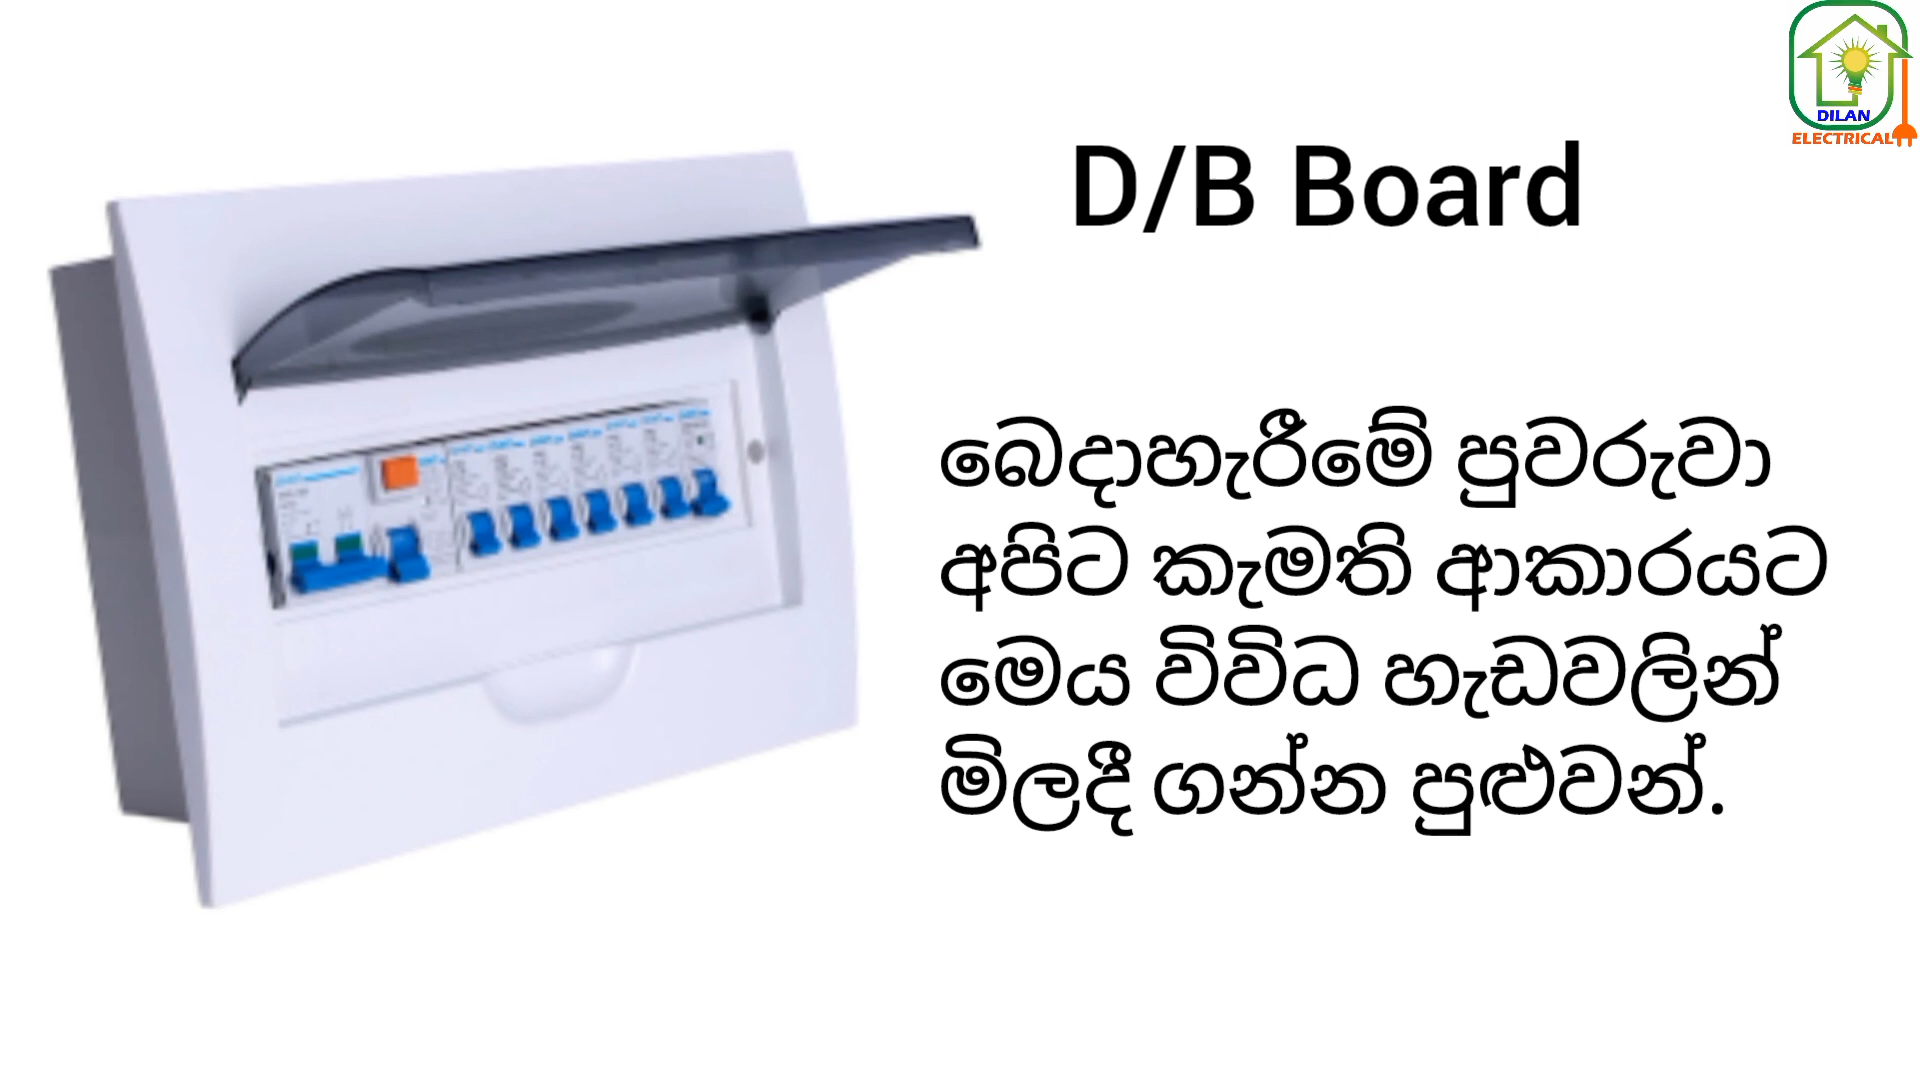 DILAN
ELECTRICAL
D/B Board
බෙදාහැරීමේ පුවරුවා
අපිට කැමති ආකාරයට
මෙය විවිධ හැඩවලින්
මිලදී ගන්න පුළුවන්.